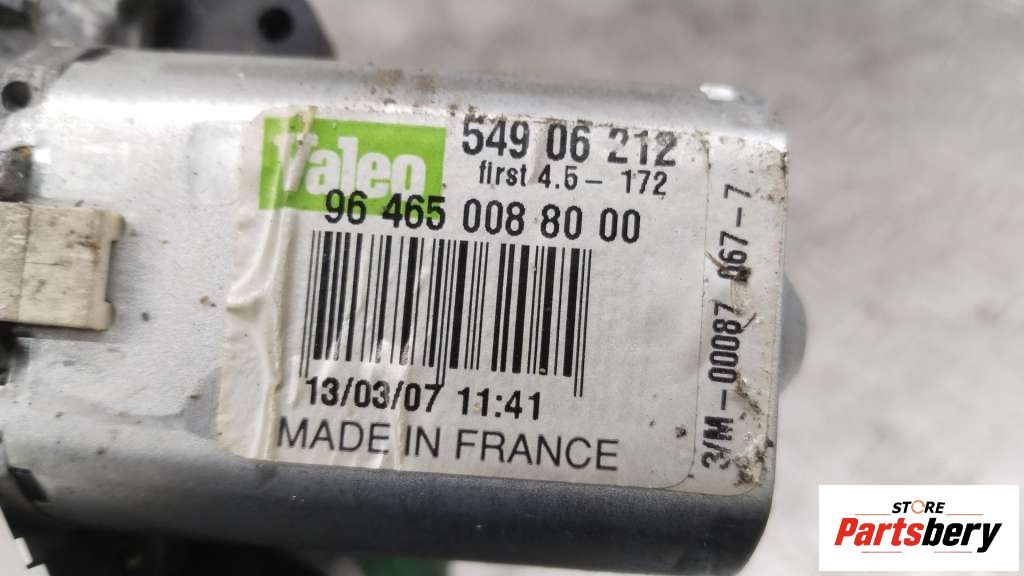 Valeo
549 06 212
first 4.5 - 172
96 465 008 80 00
13/03/07 11:41
MADE IN FRANCE
3/M-00087 067-7
STORE
Partsbery